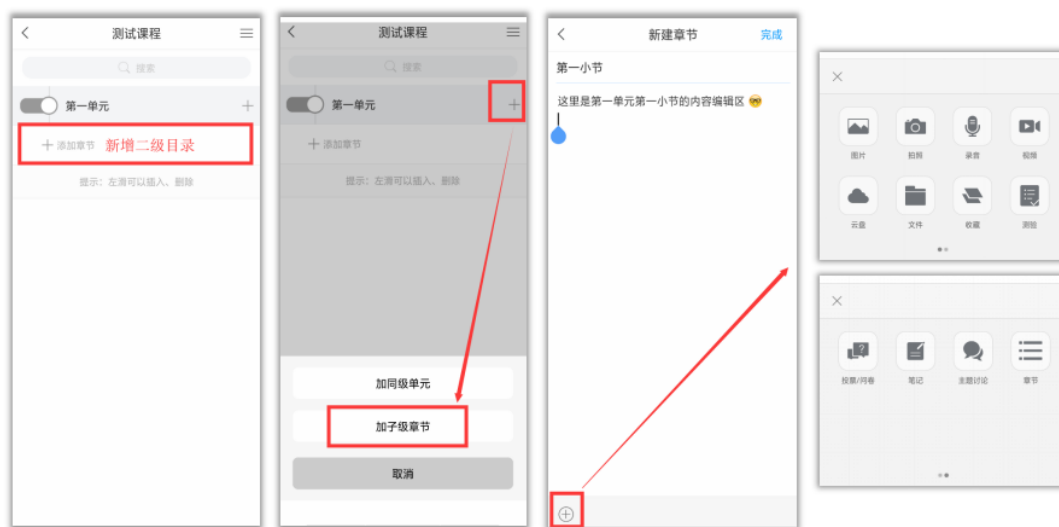 测试课程
搜索
第一单元
添加章节 新增二级目录
提示：左滑可以插入、删除
测试课程
搜索
第一单元
添加章节
提示：左滑可以插入、删除
加同级单元
加子级章节
取消
新建章节 完成
第一小节
这里是第一单元第一小节的内容编辑区 🤓
图片 拍照 录音 视频
云盘 文件 收藏 测验
投票/问卷 笔记 主题讨论 章节